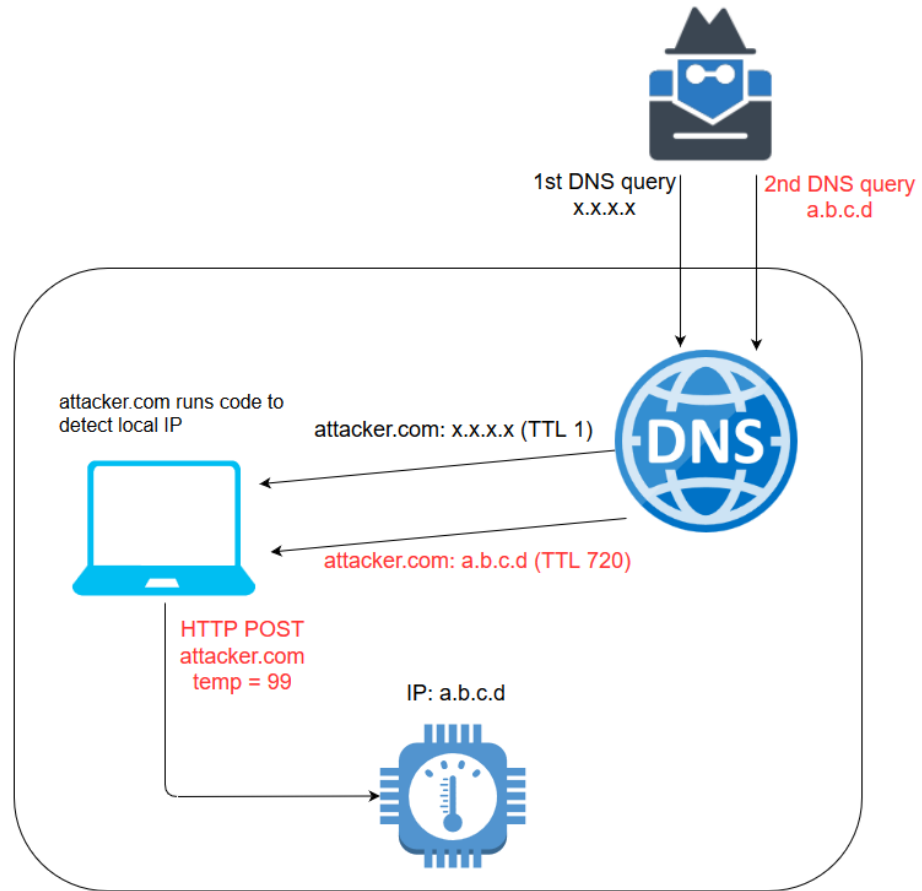 1st DNS query
x.x.x.x
2nd DNS query
a.b.c.d
attacker.com runs code to
detect local IP
attacker.com: x.x.x.x (TTL 1)
DNS
attacker.com: a.b.c.d (TTL 720)
HTTP POST
attacker.com
temp = 99
IP: a.b.c.d